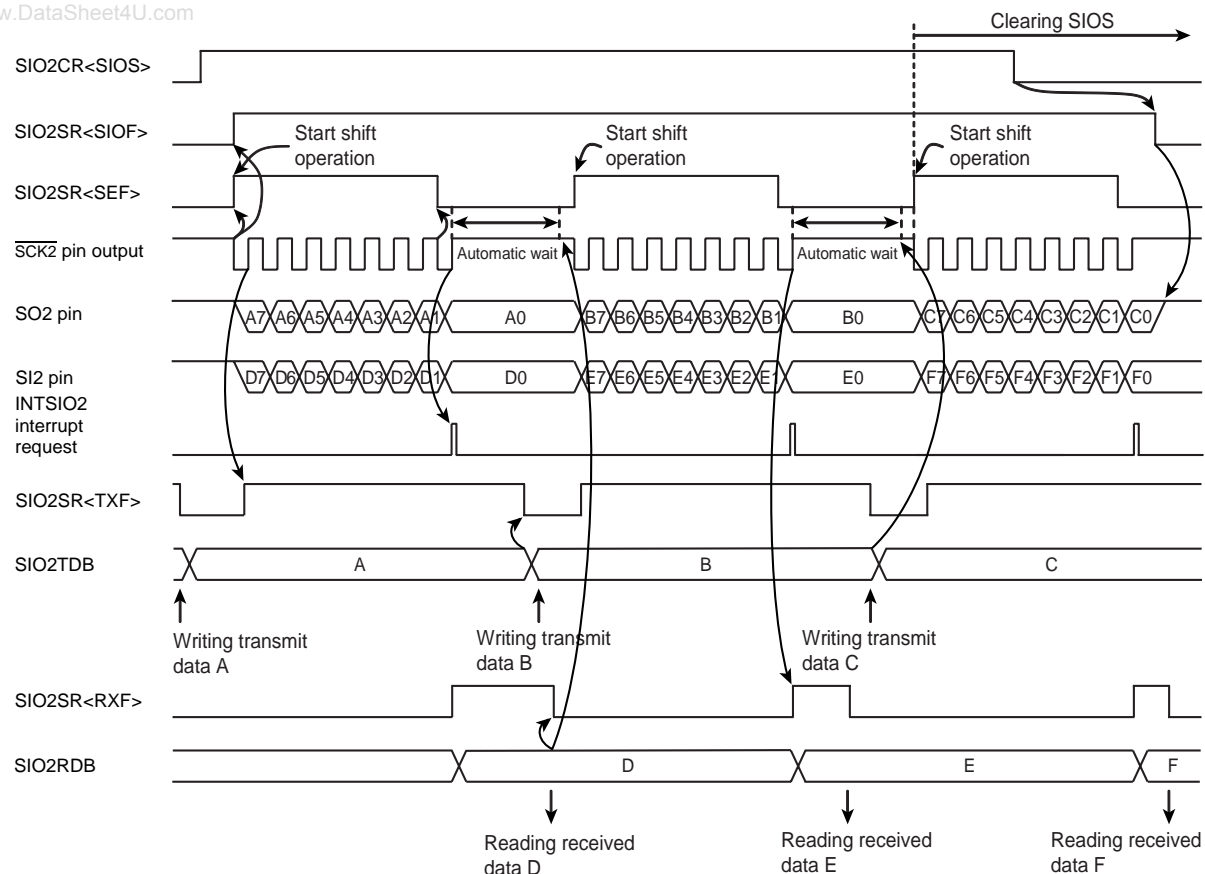 w.DataSheet4U.com
Clearing SIOS
SIO2CR<SIOS>
SIO2SR<SIOF>
Start shift
operation
Start shift
operation
Start shift
operation
SIO2SR<SEF>
SCK2 pin output
Automatic wait
Automatic wait
SO2 pin
A7 A6 A5 A4 A3 A2 A1 A0 B7 B6 B5 B4 B3 B2 B1 B0 C7 C6 C5 C4 C3 C2 C1 C0
SI2 pin
D7 D6 D5 D4 D3 D2 D1 D0 E7 E6 E5 E4 E3 E2 E1 E0 F7 F6 F5 F4 F3 F2 F1 F0
INTSIO2
interrupt
request
SIO2SR<TXF>
SIO2TDB
A B C
Writing transmit
data A
Writing transmit
data B
Writing transmit
data C
SIO2SR<RXF>
SIO2RDB
D E F
Reading received
data D
Reading received
data E
Reading received
data F